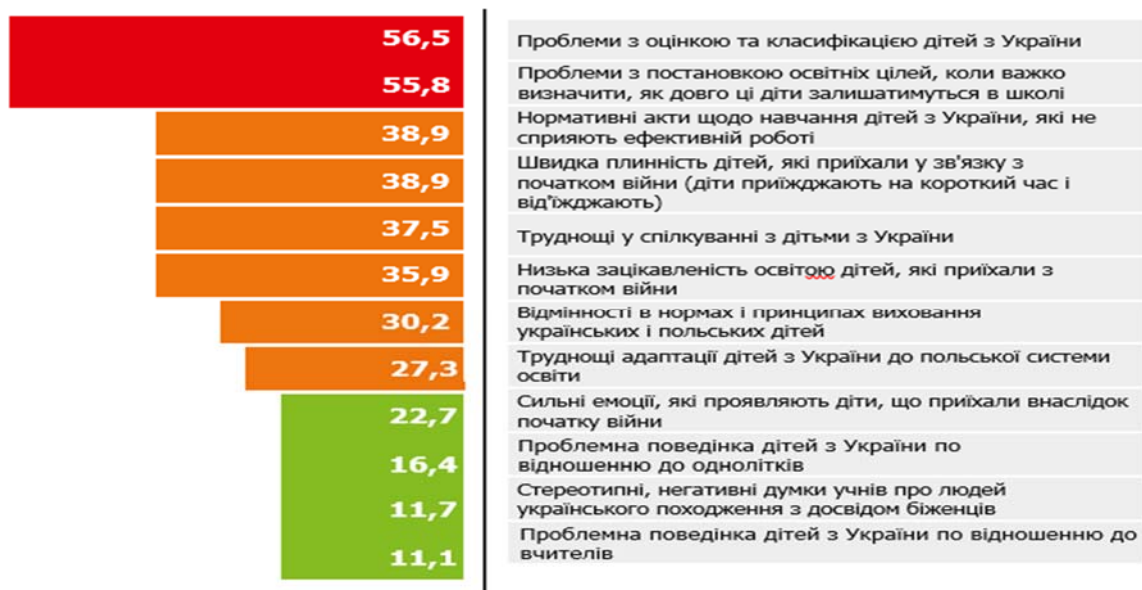 56,5
Проблеми з оцінкою та класифікацією дітей з України
55,8
Проблеми з постановкою освітніх цілей, коли важко
визначити, як довго ці діти залишатимуться в школі
38,9
Нормативні акти щодо навчання дітей з України, які не
сприяють ефективній роботі
38,9
Швидка плинність дітей, які приїхали у зв'язку з
початком війни (діти приїжджають на короткий час і
від'їжджають)
37,5
Труднощі у спілкуванні з дітьми з України
35,9
Низька зацікавленість освітою дітей, які приїхали з
початком війни
30,2
Відмінності в нормах і принципах виховання
українських і польських дітей
27,3
Труднощі адаптації дітей з України до польської системи
освіти
22,7
Сильні емоції, які проявляють діти, що приїхали внаслідок
початку війни
16,4
Проблемна поведінка дітей з України по
відношенню до однолітків
11,7
Стереотипні, негативні думки учнів про людей
українського походження з досвідом біженців
11,1
Проблемна поведінка дітей з України по відношенню до
вчителів